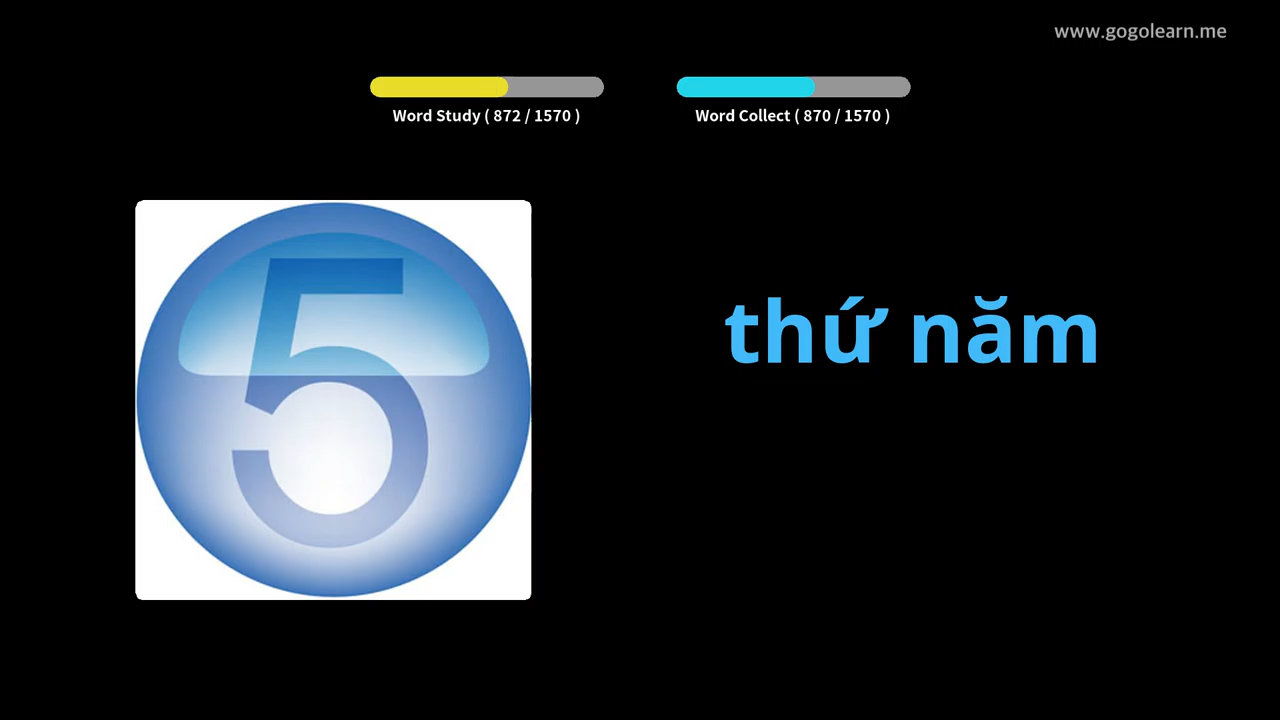 www.gogolearn.me
Word Study ( 872 / 1570 )
Word Collect ( 870 / 1570 )
5
thứ năm